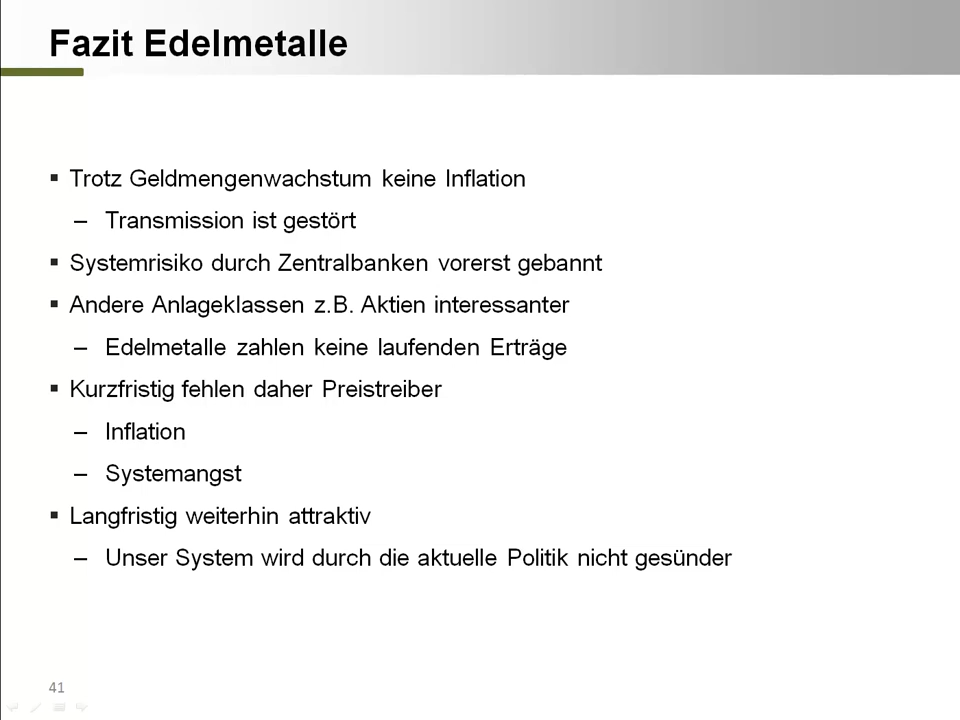 Fazit Edelmetalle
▪ Trotz Geldmengenwachstum keine Inflation
– Transmission ist gestört
▪ Systemrisiko durch Zentralbanken vorerst gebannt
▪ Andere Anlageklassen z.B. Aktien interessanter
– Edelmetalle zahlen keine laufenden Erträge
▪ Kurzfristig fehlen daher Preistreiber
– Inflation
– Systemangst
▪ Langfristig weiterhin attraktiv
– Unser System wird durch die aktuelle Politik nicht gesünder
41